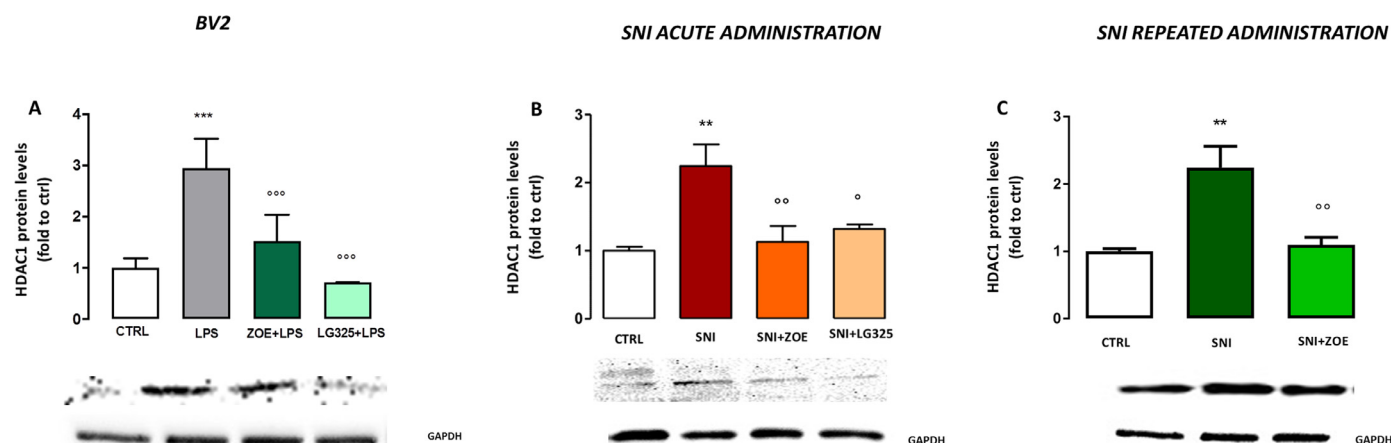 BV2
SNI ACUTE ADMINISTRATION
SNI REPEATED ADMINISTRATION
A
HDAC1 protein levels
(fold to ctrl)
4
3
2
1
0
***
°°°
°°°
CTRL
LPS
ZOE+LPS
LG325+LPS
GAPDH
B
HDAC1 protein levels
(fold to ctrl)
3
2
1
0
**
°°
°
CTRL
SNI
SNI+ZOE
SNI+LG325
GAPDH
C
HDAC1 protein levels
(fold to ctrl)
3
2
1
0
**
°°
CTRL
SNI
SNI+ZOE
GAPDH